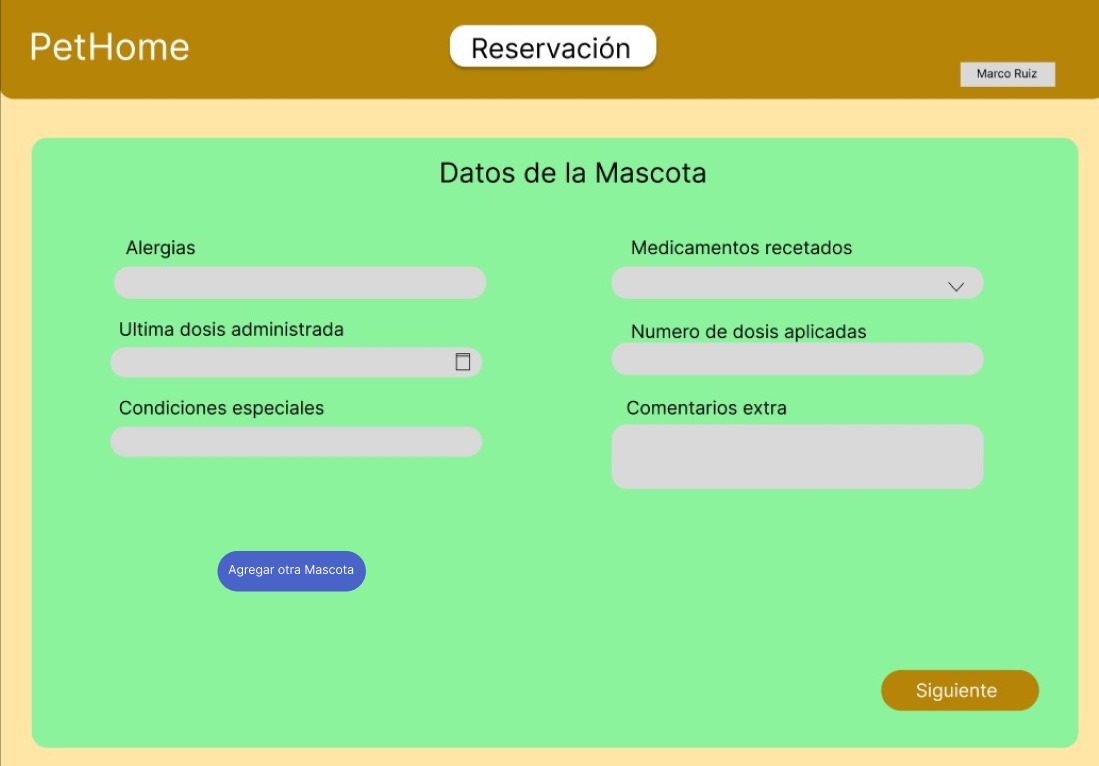 PetHome
Reservación
Marco Ruiz
Datos de la Mascota
Alergias
Medicamentos recetados
Ultima dosis administrada
Numero de dosis aplicadas
Condiciones especiales
Comentarios extra
Agregar otra Mascota
Siguiente